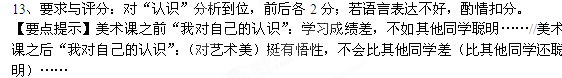 13、要求与评分：对“认识”分析到位，前后各 2 分；若语言表达不好，酌情扣分。
【要点提示】美术课之前“我对自己的认识”：学习成绩差，不如其他同学聪明……//美术
课之后“我对自己的认识”：（对艺术美）挺有悟性，不会比其他同学差（比其他同学还聪
明）……